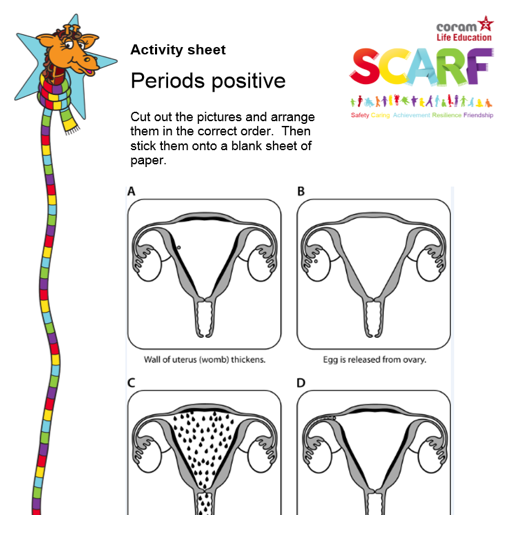 coram
Life Education
SCARF
Safety Caring Achievement Resilience Friendship
Activity sheet
Periods positive
Cut out the pictures and arrange
them in the correct order. Then
stick them onto a blank sheet of
paper.
A
B
Wall of uterus (womb) thickens.
Egg is released from ovary.
C
D